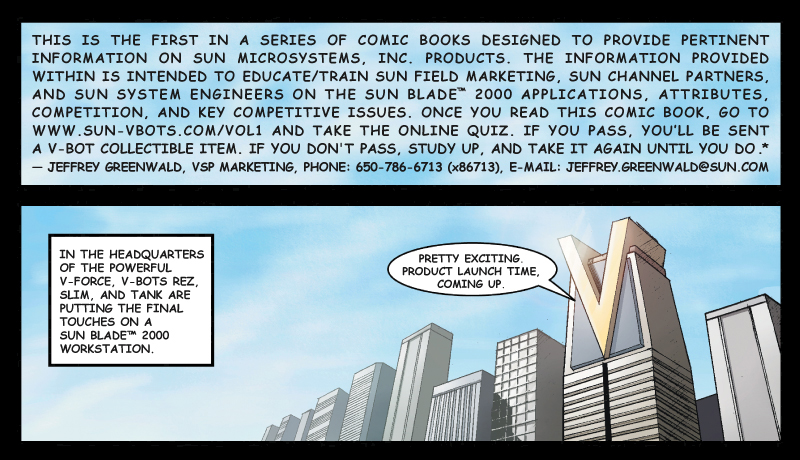 THIS IS THE FIRST IN A SERIES OF COMIC BOOKS DESIGNED TO PROVIDE PERTINENT
INFORMATION ON SUN MICROSYSTEMS, INC. PRODUCTS. THE INFORMATION PROVIDED
WITHIN IS INTENDED TO EDUCATE/TRAIN SUN FIELD MARKETING, SUN CHANNEL PARTNERS,
AND SUN SYSTEM ENGINEERS ON THE SUN BLADE™ 2000 APPLICATIONS, ATTRIBUTES,
COMPETITION, AND KEY COMPETITIVE ISSUES. ONCE YOU READ THIS COMIC BOOK, GO TO
WWW.SUN-VBOTS.COM/VOL1 AND TAKE THE ONLINE QUIZ. IF YOU PASS, YOU'LL BE SENT
A V-BOT COLLECTIBLE ITEM. IF YOU DON'T PASS, STUDY UP, AND TAKE IT AGAIN UNTIL YOU DO.*
— JEFFREY GREENWALD, VSP MARKETING, PHONE: 650-786-6713 (x86713), E-MAIL: JEFFREY.GREENWALD@SUN.COM
IN THE HEADQUARTERS
OF THE POWERFUL
V-FORCE, V-BOTS REZ,
SLIM, AND TANK ARE
PUTTING THE FINAL
TOUCHES ON A
SUN BLADE™ 2000
WORKSTATION.
PRETTY EXCITING.
PRODUCT LAUNCH TIME,
COMING UP.
V